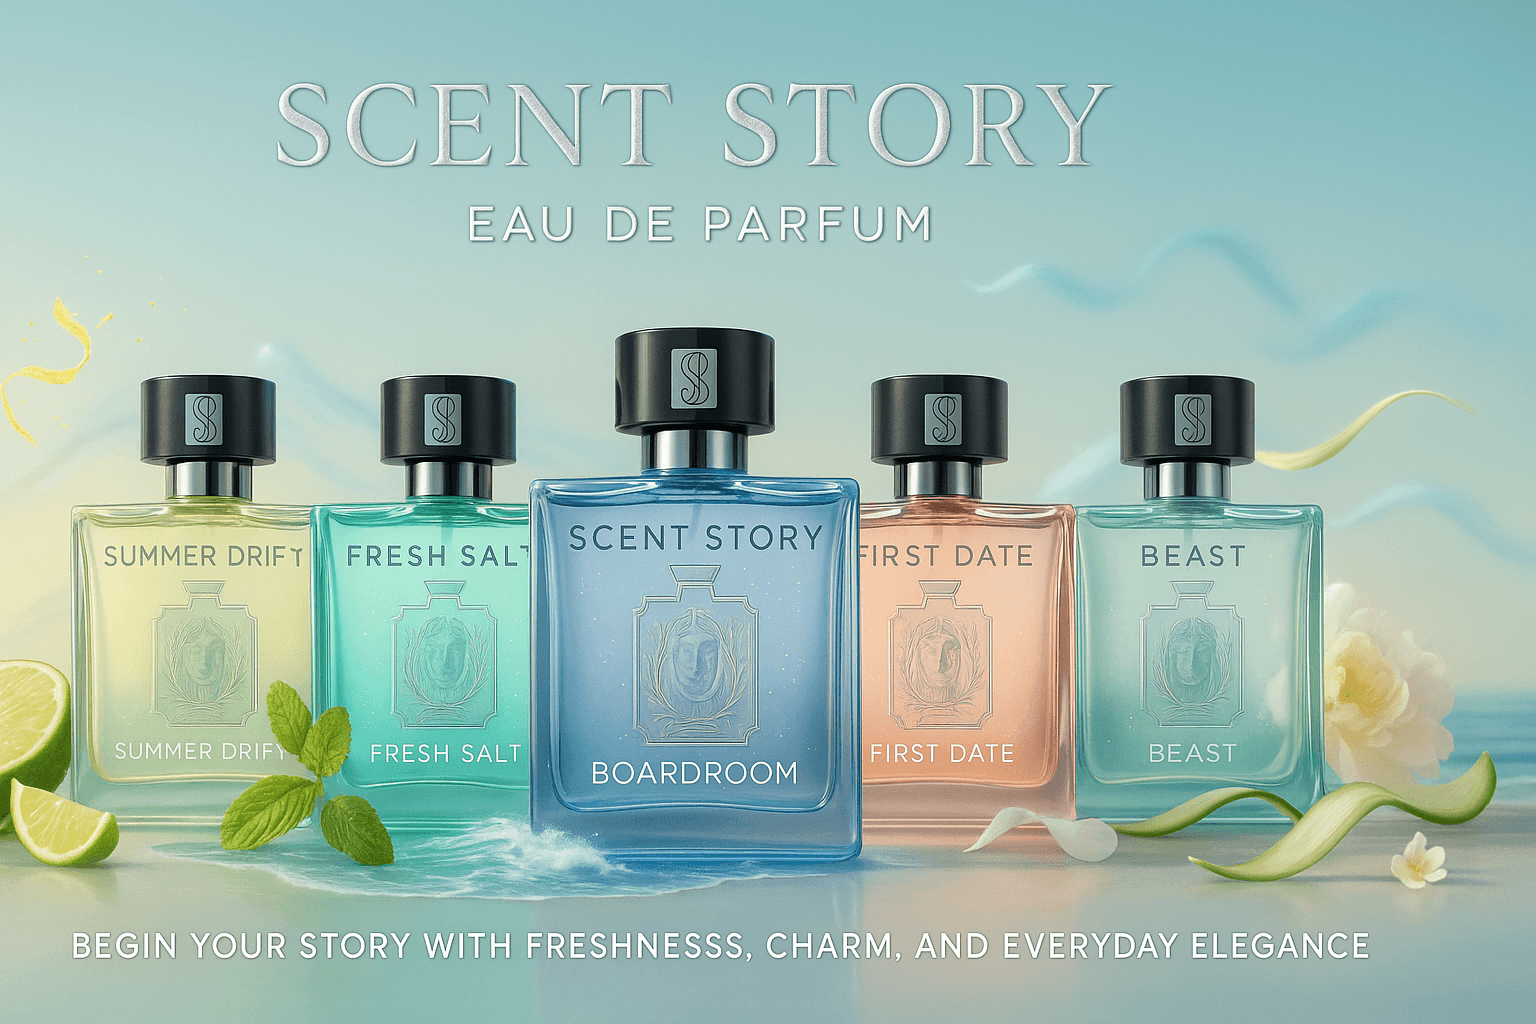 SCENT STORY
EAU DE PARFUM
SUMMER DRIFT
FRESH SALT
SCENT STORY
FIRST DATE
BEAST
SUMMER DRIFY
FRESH SALT
BOARDROOM
FIRST DATE
BEAST
BEGIN YOUR STORY WITH FRESHNESSS, CHARM, AND EVERYDAY ELEGANCE